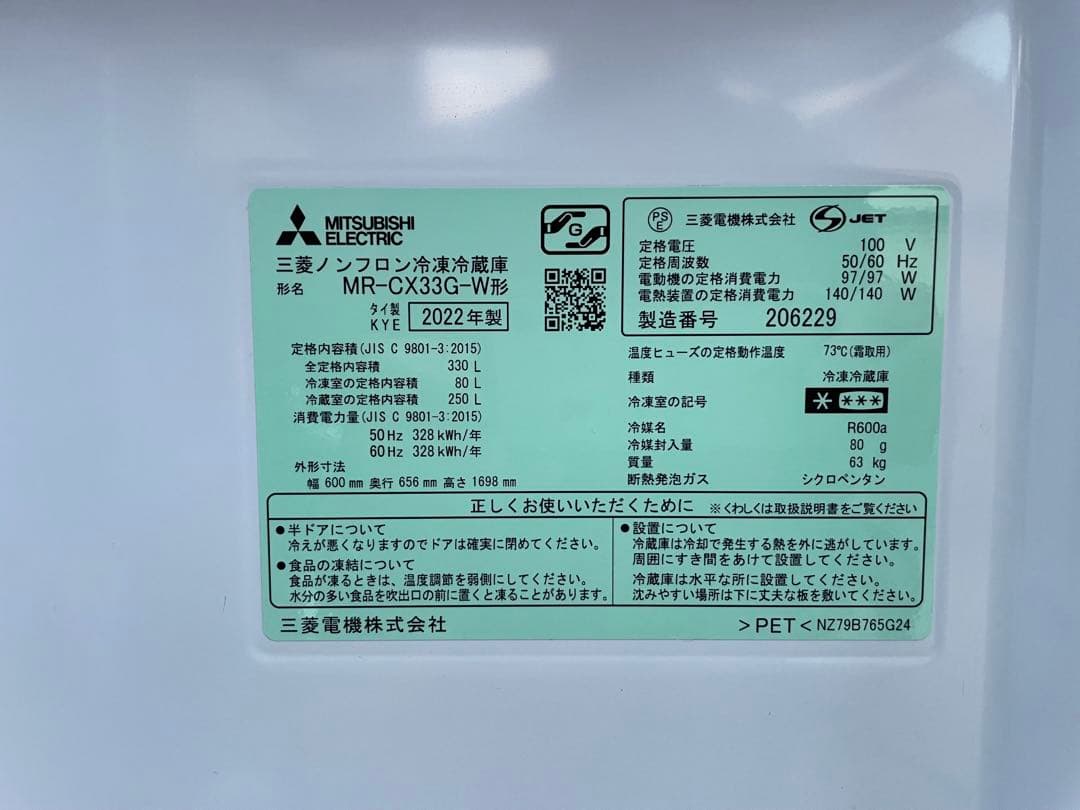 MITSUBISHI
ELECTRIC
三菱ノンフロン冷凍冷蔵庫
形名 MR-CX33G-W形
タイ製
KYE
2022年製
G
定格内容積(JIS C 9801-3:2015)
全定格内容積 330 L
冷凍室の定格内容積 80 L
冷蔵室の定格内容積 250 L
消費電力量(JIS C 9801-3:2015)
50Hz 328 kWh/年
60Hz 328 kWh/年
外形寸法
幅 600 mm 奥行 656 mm 高さ 1698 mm
PSE 三菱電機株式会社 S JET
定格電圧 100 V
定格周波数 50/60 Hz
電動機の定格消費電力 97/97 W
電熱装置の定格消費電力 140/140 W
製造番号 206229
温度ヒューズの定格動作温度 73℃(霜取用)
種類 冷凍冷蔵庫
冷凍室の記号 * ***
冷媒名 R600a
冷媒封入量 80 g
質量 63 kg
断熱発泡ガス シクロペンタン
正しくお使いいただくために ※くわしくは取扱説明書をご覧ください
●半ドアについて
冷えが悪くなりますのでドアは確実に閉めてください。
●食品の凍結について
食品が凍るときは、温度調節を弱側にしてください。
水分の多い食品を吹出口の前に置くと凍ることがあります。
●設置について
冷蔵庫は冷却で発生する熱を外に逃がしています。
周囲にすき間をあけて設置してください。
冷蔵庫は水平な所に設置してください。
沈みやすい場所は下に丈夫な板を敷いてください。
三菱電機株式会社
>PET< NZ79B765G24